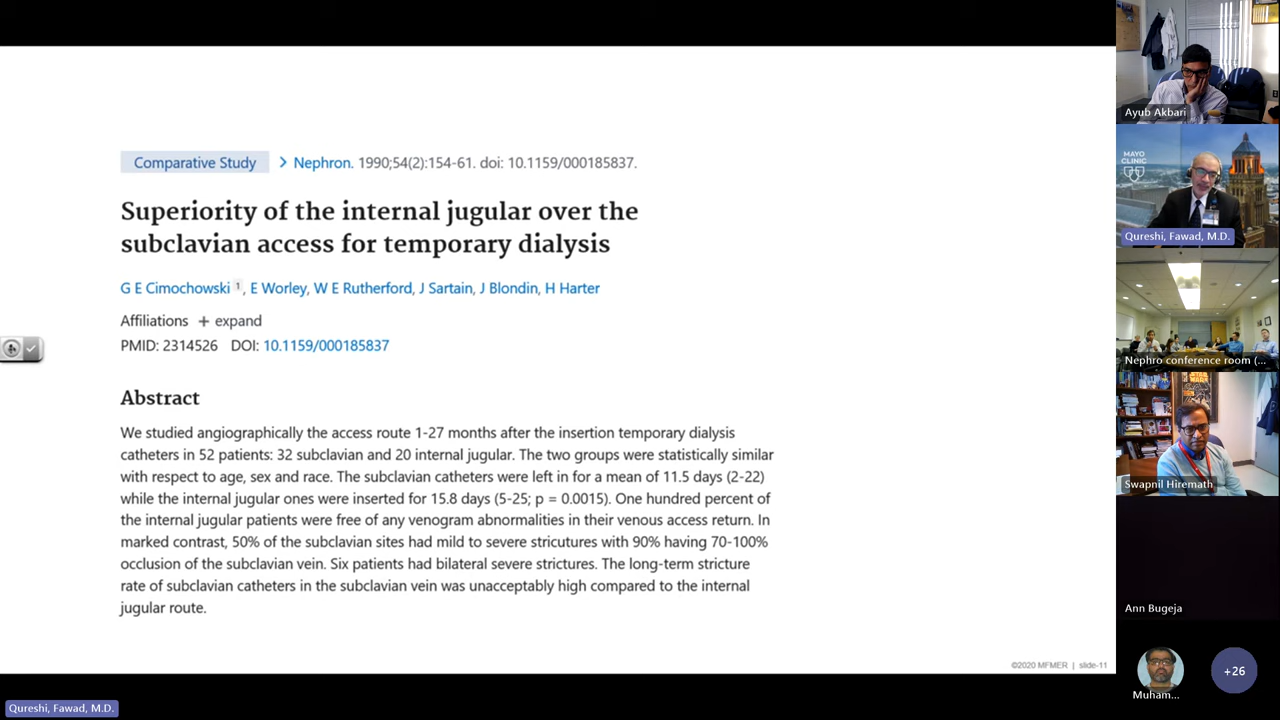 Comparative Study > Nephron. 1990;54(2):154-61. doi: 10.1159/000185837.
Superiority of the internal jugular over the
subclavian access for temporary dialysis
G E Cimochowski 1, E Worley, W E Rutherford, J Sartain, J Blondin, H Harter
Affiliations + expand
PMID: 2314526 DOI: 10.1159/000185837
Abstract
We studied angiographically the access route 1-27 months after the insertion temporary dialysis
catheters in 52 patients: 32 subclavian and 20 internal jugular. The two groups were statistically similar
with respect to age, sex and race. The subclavian catheters were left in for a mean of 11.5 days (2-22)
while the internal jugular ones were inserted for 15.8 days (5-25; p = 0.0015). One hundred percent of
the internal jugular patients were free of any venogram abnormalities in their venous access return. In
marked contrast, 50% of the subclavian sites had mild to severe stricutures with 90% having 70-100%
occlusion of the subclavian vein. Six patients had bilateral severe strictures. The long-term stricture
rate of subclavian catheters in the subclavian vein was unacceptably high compared to the internal
jugular route.
©2020 MFMER | slide-11
Qureshi, Fawad, M.D.
Ayub Akbari
MAYO
CLINIC
Qureshi, Fawad, M.D.
Nephro conference room (...
STAR
WARS
Swapnil Hiremath
Ann Bugeja
Muham...
+26